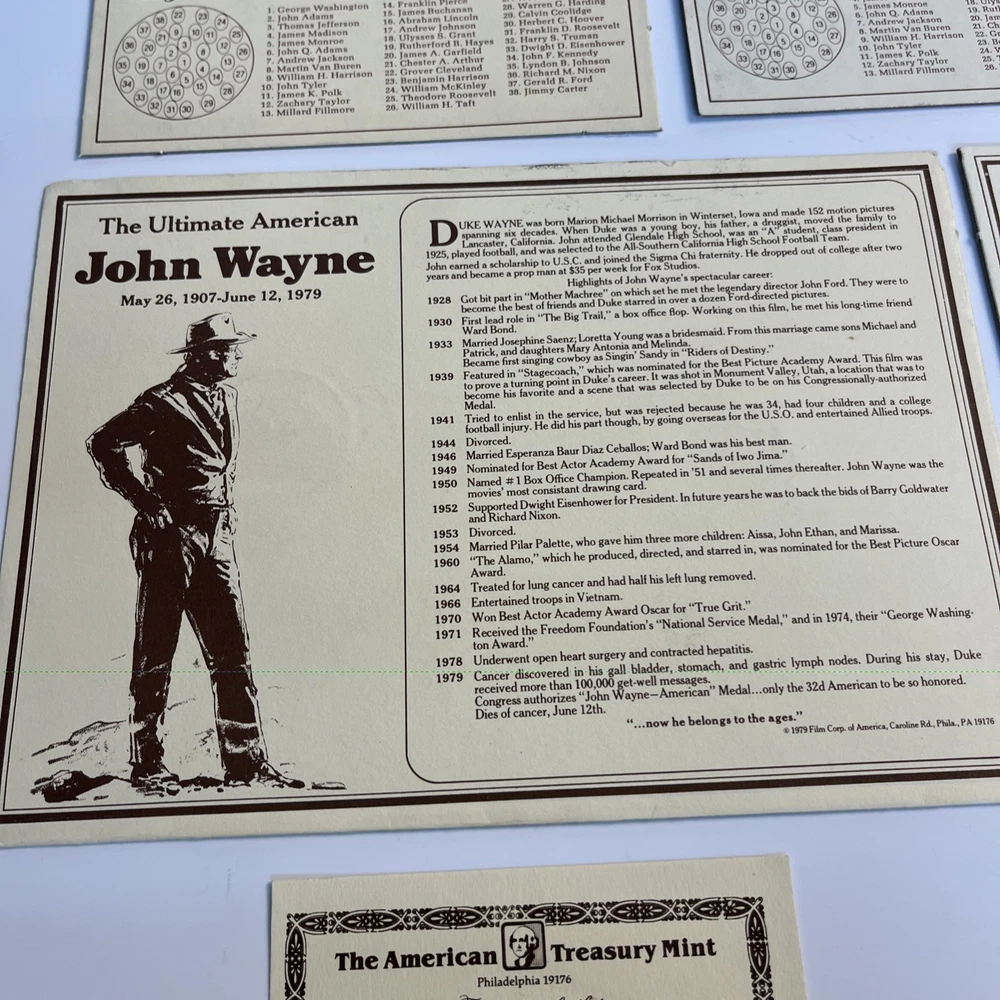 1. George Washington
2. John Adams
3. Thomas Jefferson
4. James Madison
5. James Monroe
6. John Q. Adams
7. Andrew Jackson
8. Martin Van Buren
9. William H. Harrison
10. John Tyler
11. James K. Polk
12. Zachary Taylor
13. Millard Fillmore
14. Franklin Pierce
15. James Buchanan
16. Abraham Lincoln
17. Andrew Johnson
18. Ulysses S. Grant
19. Rutherford B. Hayes
20. James A. Garfield
21. Chester A. Arthur
22. Grover Cleveland
23. Benjamin Harrison
24. William McKinley
25. Theodore Roosevelt
26. William H. Taft
28. Warren G. Harding
29. Calvin Coolidge
30. Herbert C. Hoover
31. Franklin D. Roosevelt
32. Harry S. Truman
33. Dwight D. Eisenhower
34. John F. Kennedy
35. Lyndon B. Johnson
36. Richard M. Nixon
37. Gerald R. Ford
38. Jimmy Carter
5. James Monroe
6. John Q. Adams
7. Andrew Jackson
8. Martin Van Buren
9. William H. Harrison
10. John Tyler
11. James K. Polk
12. Zachary Taylor
13. Millard Fillmore
The Ultimate American
John Wayne
May 26, 1907-June 12, 1979
DUKE WAYNE was born Marion Michael Morrison in Winterset, Iowa and made 152 motion pictures
spanning six decades. When Duke was a young boy, his father, a druggist, moved the family to
Lancaster, California. John attended Glendale High School, was an "A" student, class president in
1925, played football, and was selected to the All-Southern California High School Football Team.
John earned a scholarship to U.S.C. and joined the Sigma Chi fraternity. He dropped out of college after two
years and became a prop man at $35 per week for Fox Studios.
Highlights of John Wayne's spectacular career:
1928 Got bit part in "Mother Machree" on which set he met the legendary director John Ford. They were to
become the best of friends and Duke starred in over a dozen Ford-directed pictures.
1930 First lead role in "The Big Trail," a box office flop. Working on this film, he met his long-time friend
Ward Bond.
1933 Married Josephine Saenz; Loretta Young was a bridesmaid. From this marriage came sons Michael and
Patrick, and daughters Mary Antonia and Melinda.
Became first singing cowboy as Singin' Sandy in "Riders of Destiny."
1939 Featured in "Stagecoach," which was nominated for the Best Picture Academy Award. This film was
to prove a turning point in Duke's career. It was shot in Monument Valley, Utah, a location that was to
become his favorite and a scene that was selected by Duke to be on his Congressionally-authorized
Medal.
1941 Tried to enlist in the service, but was rejected because he was 34, had four children and a college
football injury. He did his part though, by going overseas for the U.S.O. and entertained Allied troops.
1944 Divorced.
1946 Married Esperanza Baur Diaz Ceballos; Ward Bond was his best man.
1949 Nominated for Best Actor Academy Award for "Sands of Iwo Jima."
1950 Named #1 Box Office Champion. Repeated in '51 and several times thereafter. John Wayne was the
movies' most consistant drawing card.
1952 Supported Dwight Eisenhower for President. In future years he was to back the bids of Barry Goldwater
and Richard Nixon.
1953 Divorced.
1954 Married Pilar Palette, who gave him three more children: Aissa, John Ethan, and Marissa.
1960 "The Alamo," which he produced, directed, and starred in, was nominated for the Best Picture Oscar
Award.
1964 Treated for lung cancer and had half his left lung removed.
1966 Entertained troops in Vietnam.
1970 Won Best Actor Academy Award Oscar for "True Grit."
1971 Received the Freedom Foundation's "National Service Medal," and in 1974, their "George Washing-
ton Award."
1978 Underwent open heart surgery and contracted hepatitis.
1979 Cancer discovered in his gall bladder, stomach, and gastric lymph nodes. During his stay, Duke
received more than 100,000 get-well messages.
Congress authorizes "John Wayne—American" Medal...only the 32d American to be so honored.
Dies of cancer, June 12th.
"...now he belongs to the ages."
© 1979 Film Corp. of America, Caroline Rd., Phila., PA 19176
The American Treasury Mint
Philadelphia 19176